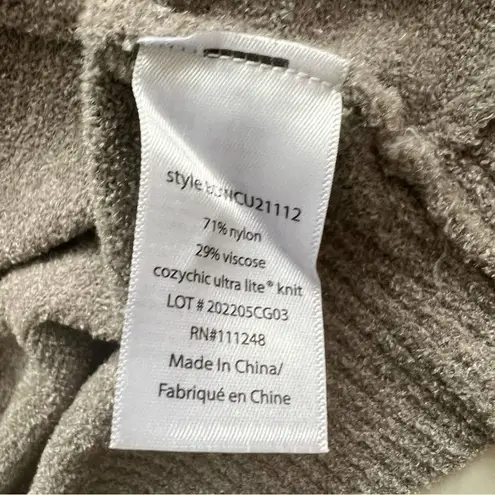 style
71% nylon
29% viscose
cozychic ultra lite® knit
LOT # 202205CG03
RN#111248
Made In China/
Fabriqué en Chine